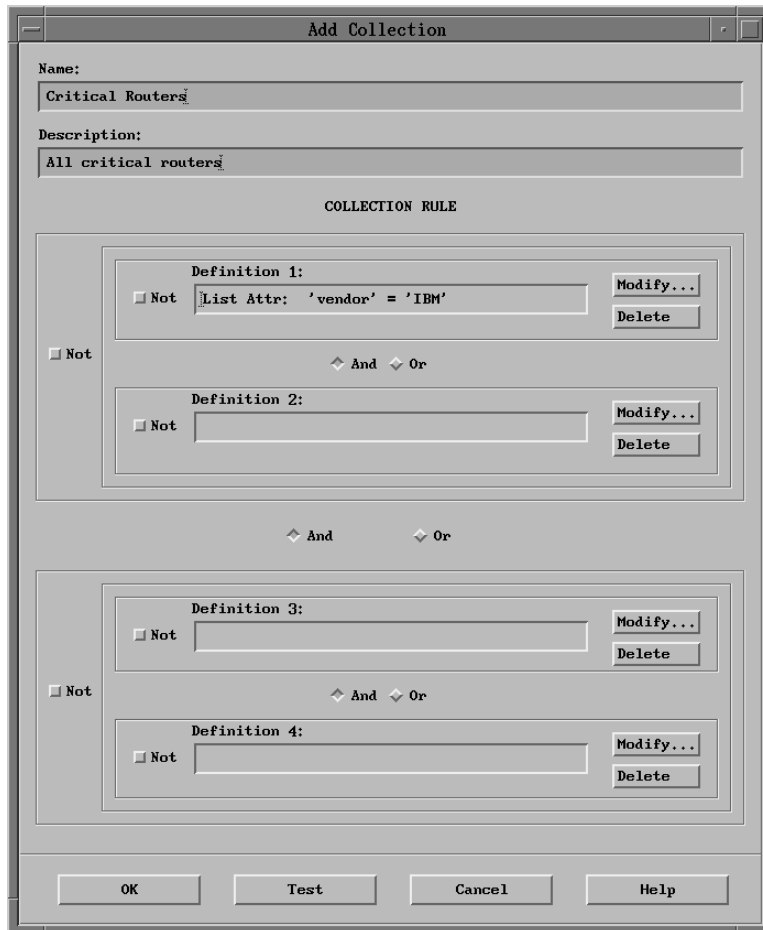 Add Collection
Name:
Critical Routers
Description:
All critical routers
COLLECTION RULE
Definition 1:
Not
List Attr:  'vendor' = 'IBM'
Modify...
Delete
Not
And Or
Definition 2:
Not
Modify...
Delete
And Or
Definition 3:
Not
Modify...
Delete
Not
And Or
Definition 4:
Not
Modify...
Delete
OK Test Cancel Help